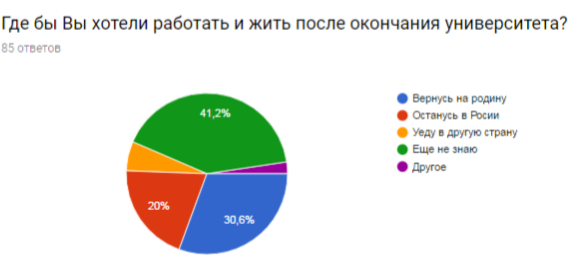 Где бы Вы хотели работать и жить после окончания университета?
85 ответов
41,2%
20%
30,6%
Вернусь на родину
Останусь в Росии
Уеду в другую страну
Еще не знаю
Другое